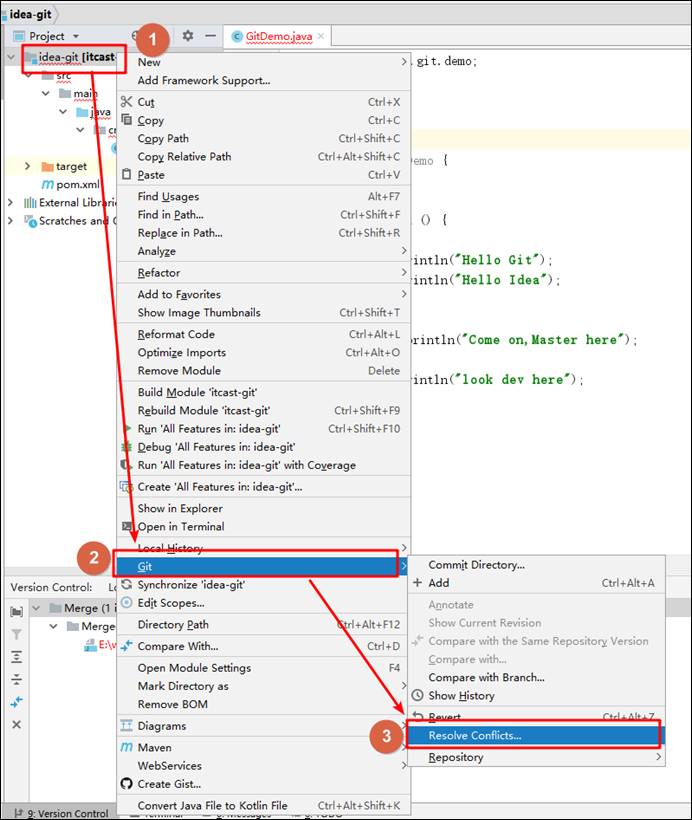 idea-git
Project
GitDemo.java
1
idea-git [itcast-
.git.demo;
src
main
java
target
pom.xml
External Librarie
Scratches and C
Demo {
() {
println("Hello Git");
println("Hello Idea");
println("Come on,Master here");
println("look dev here");
New
Add Framework Support...
Cut Ctrl+X
Copy Ctrl+C
Copy Path Ctrl+Shift+C
Copy Relative Path Ctrl+Alt+Shift+C
Paste Ctrl+V
Find Usages Alt+F7
Find in Path... Ctrl+Shift+F
Replace in Path... Ctrl+Shift+R
Analyze
Refactor
Add to Favorites
Show Image Thumbnails Ctrl+Shift+T
Reformat Code Ctrl+Alt+L
Optimize Imports Ctrl+Alt+O
Remove Module Delete
Build Module 'itcast-git'
Rebuild Module 'itcast-git' Ctrl+Shift+F9
Run 'All Features in: idea-git' Ctrl+Shift+F10
Debug 'All Features in: idea-git'
Run 'All Features in: idea-git' with Coverage
Create 'All Features in: idea-git'...
Show in Explorer
Open in Terminal
Local History
2
Git
Synchronize 'idea-git'
Edit Scopes...
Directory Path Ctrl+Alt+F12
Compare With... Ctrl+D
Open Module Settings F4
Mark Directory as
Remove BOM
Diagrams
Maven
WebServices
Create Gist...
Convert Java File to Kotlin File Ctrl+Alt+Shift+K
Commit Directory...
Add Ctrl+Alt+A
Annotate
Show Current Revision
Compare with the Same Repository Version
Compare with...
Compare with Branch...
Show History
Revert Ctrl+Alt+Z
3
Resolve Conflicts...
Repository
Version Control:
Merge (1 i
Merge
E:\
9: Version Control
Terminal